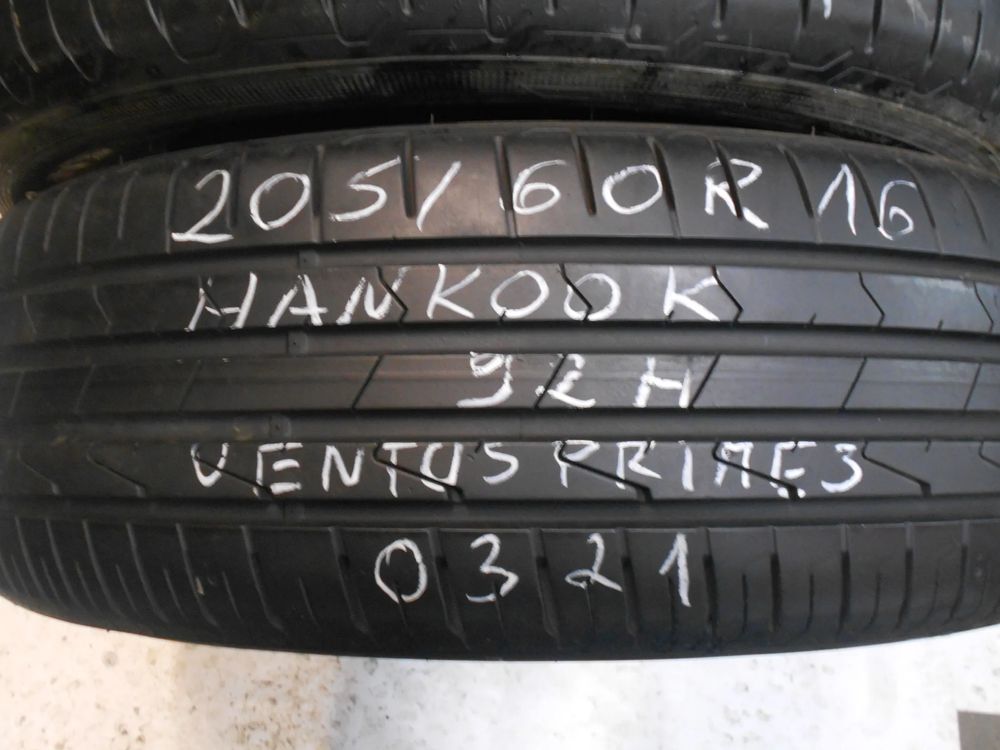 205/60R16
HANKOOK
92H
VENTUS PRIME3
0321